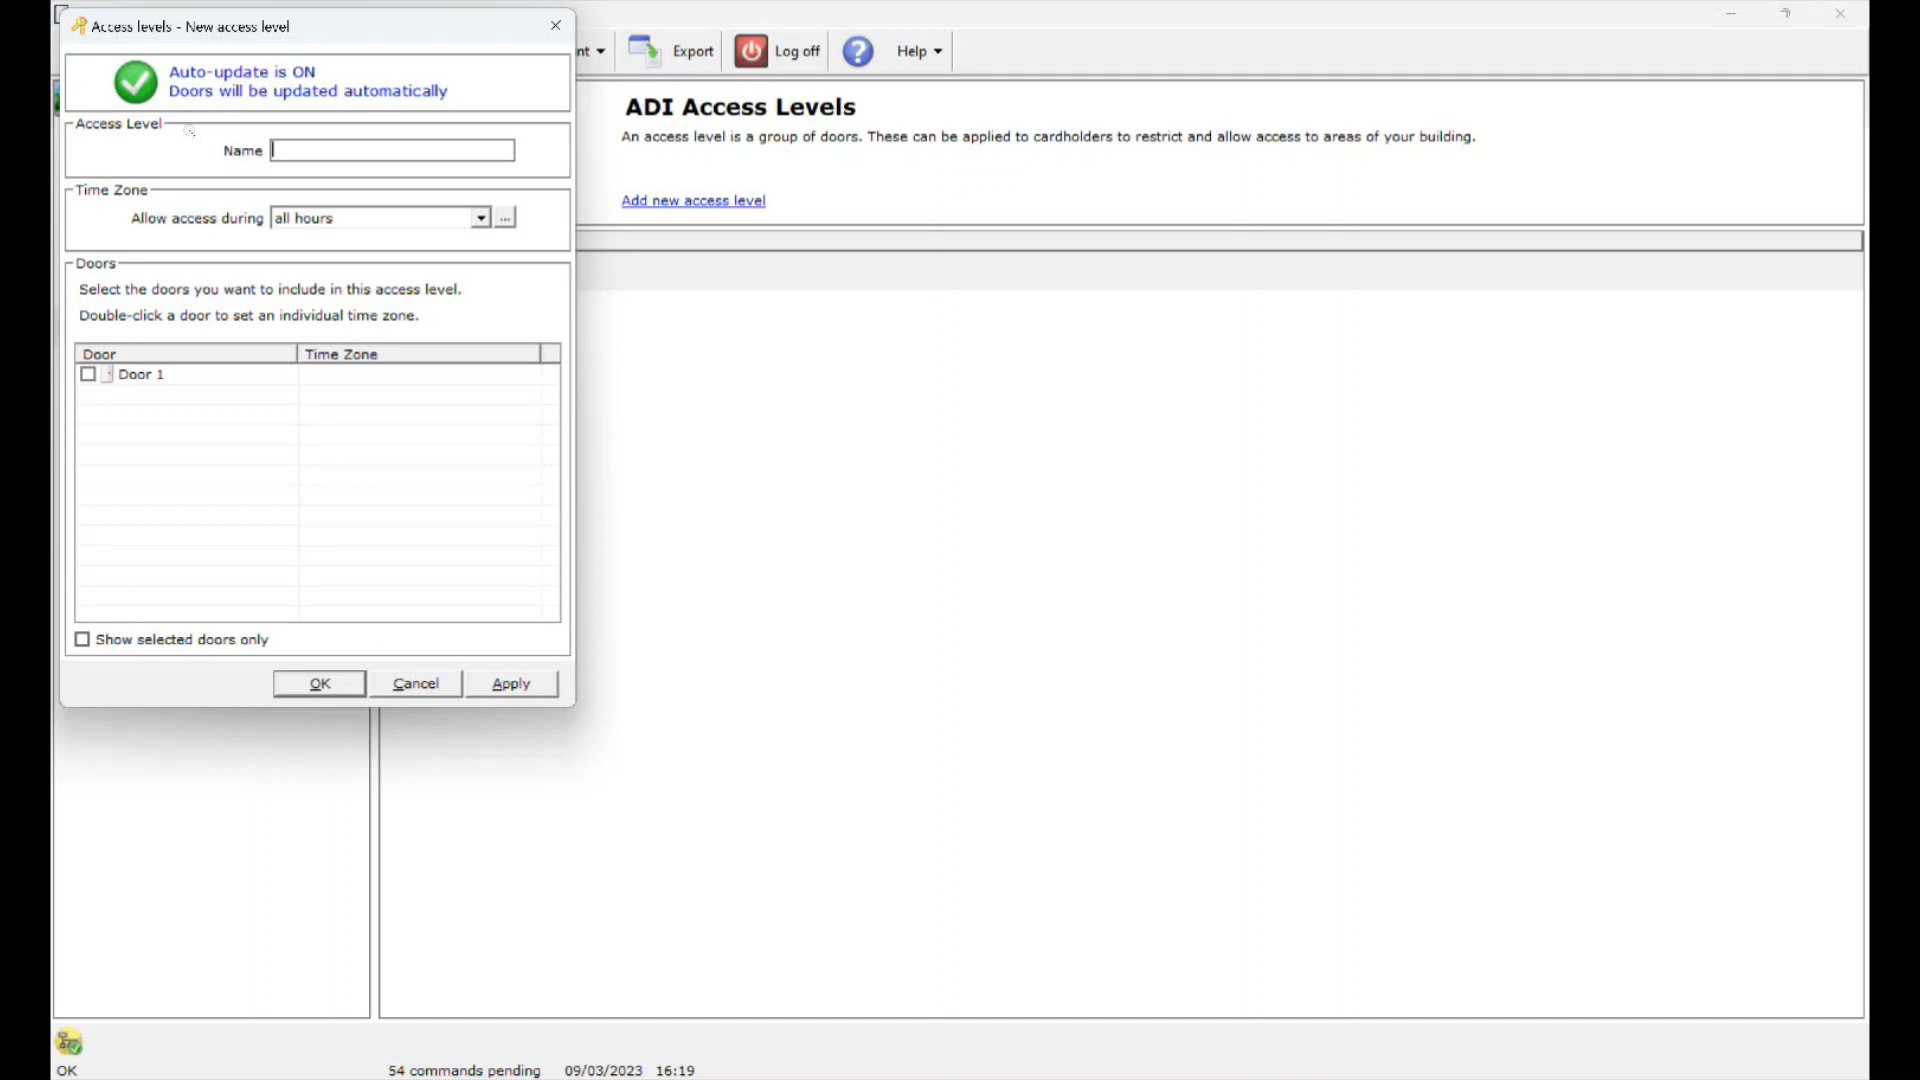 Access levels - New access level
nt
Export
Log off
Help
Auto-update is ON
Doors will be updated automatically
Access Level
Name
Time Zone
Allow access during all hours ...
Doors
Select the doors you want to include in this access level.
Double-click a door to set an individual time zone.
Door Time Zone
Door 1
Show selected doors only
OK Cancel Apply
ADI Access Levels
An access level is a group of doors. These can be applied to cardholders to restrict and allow access to areas of your building.
Add new access level
OK 54 commands pending 09/03/2023 16:19